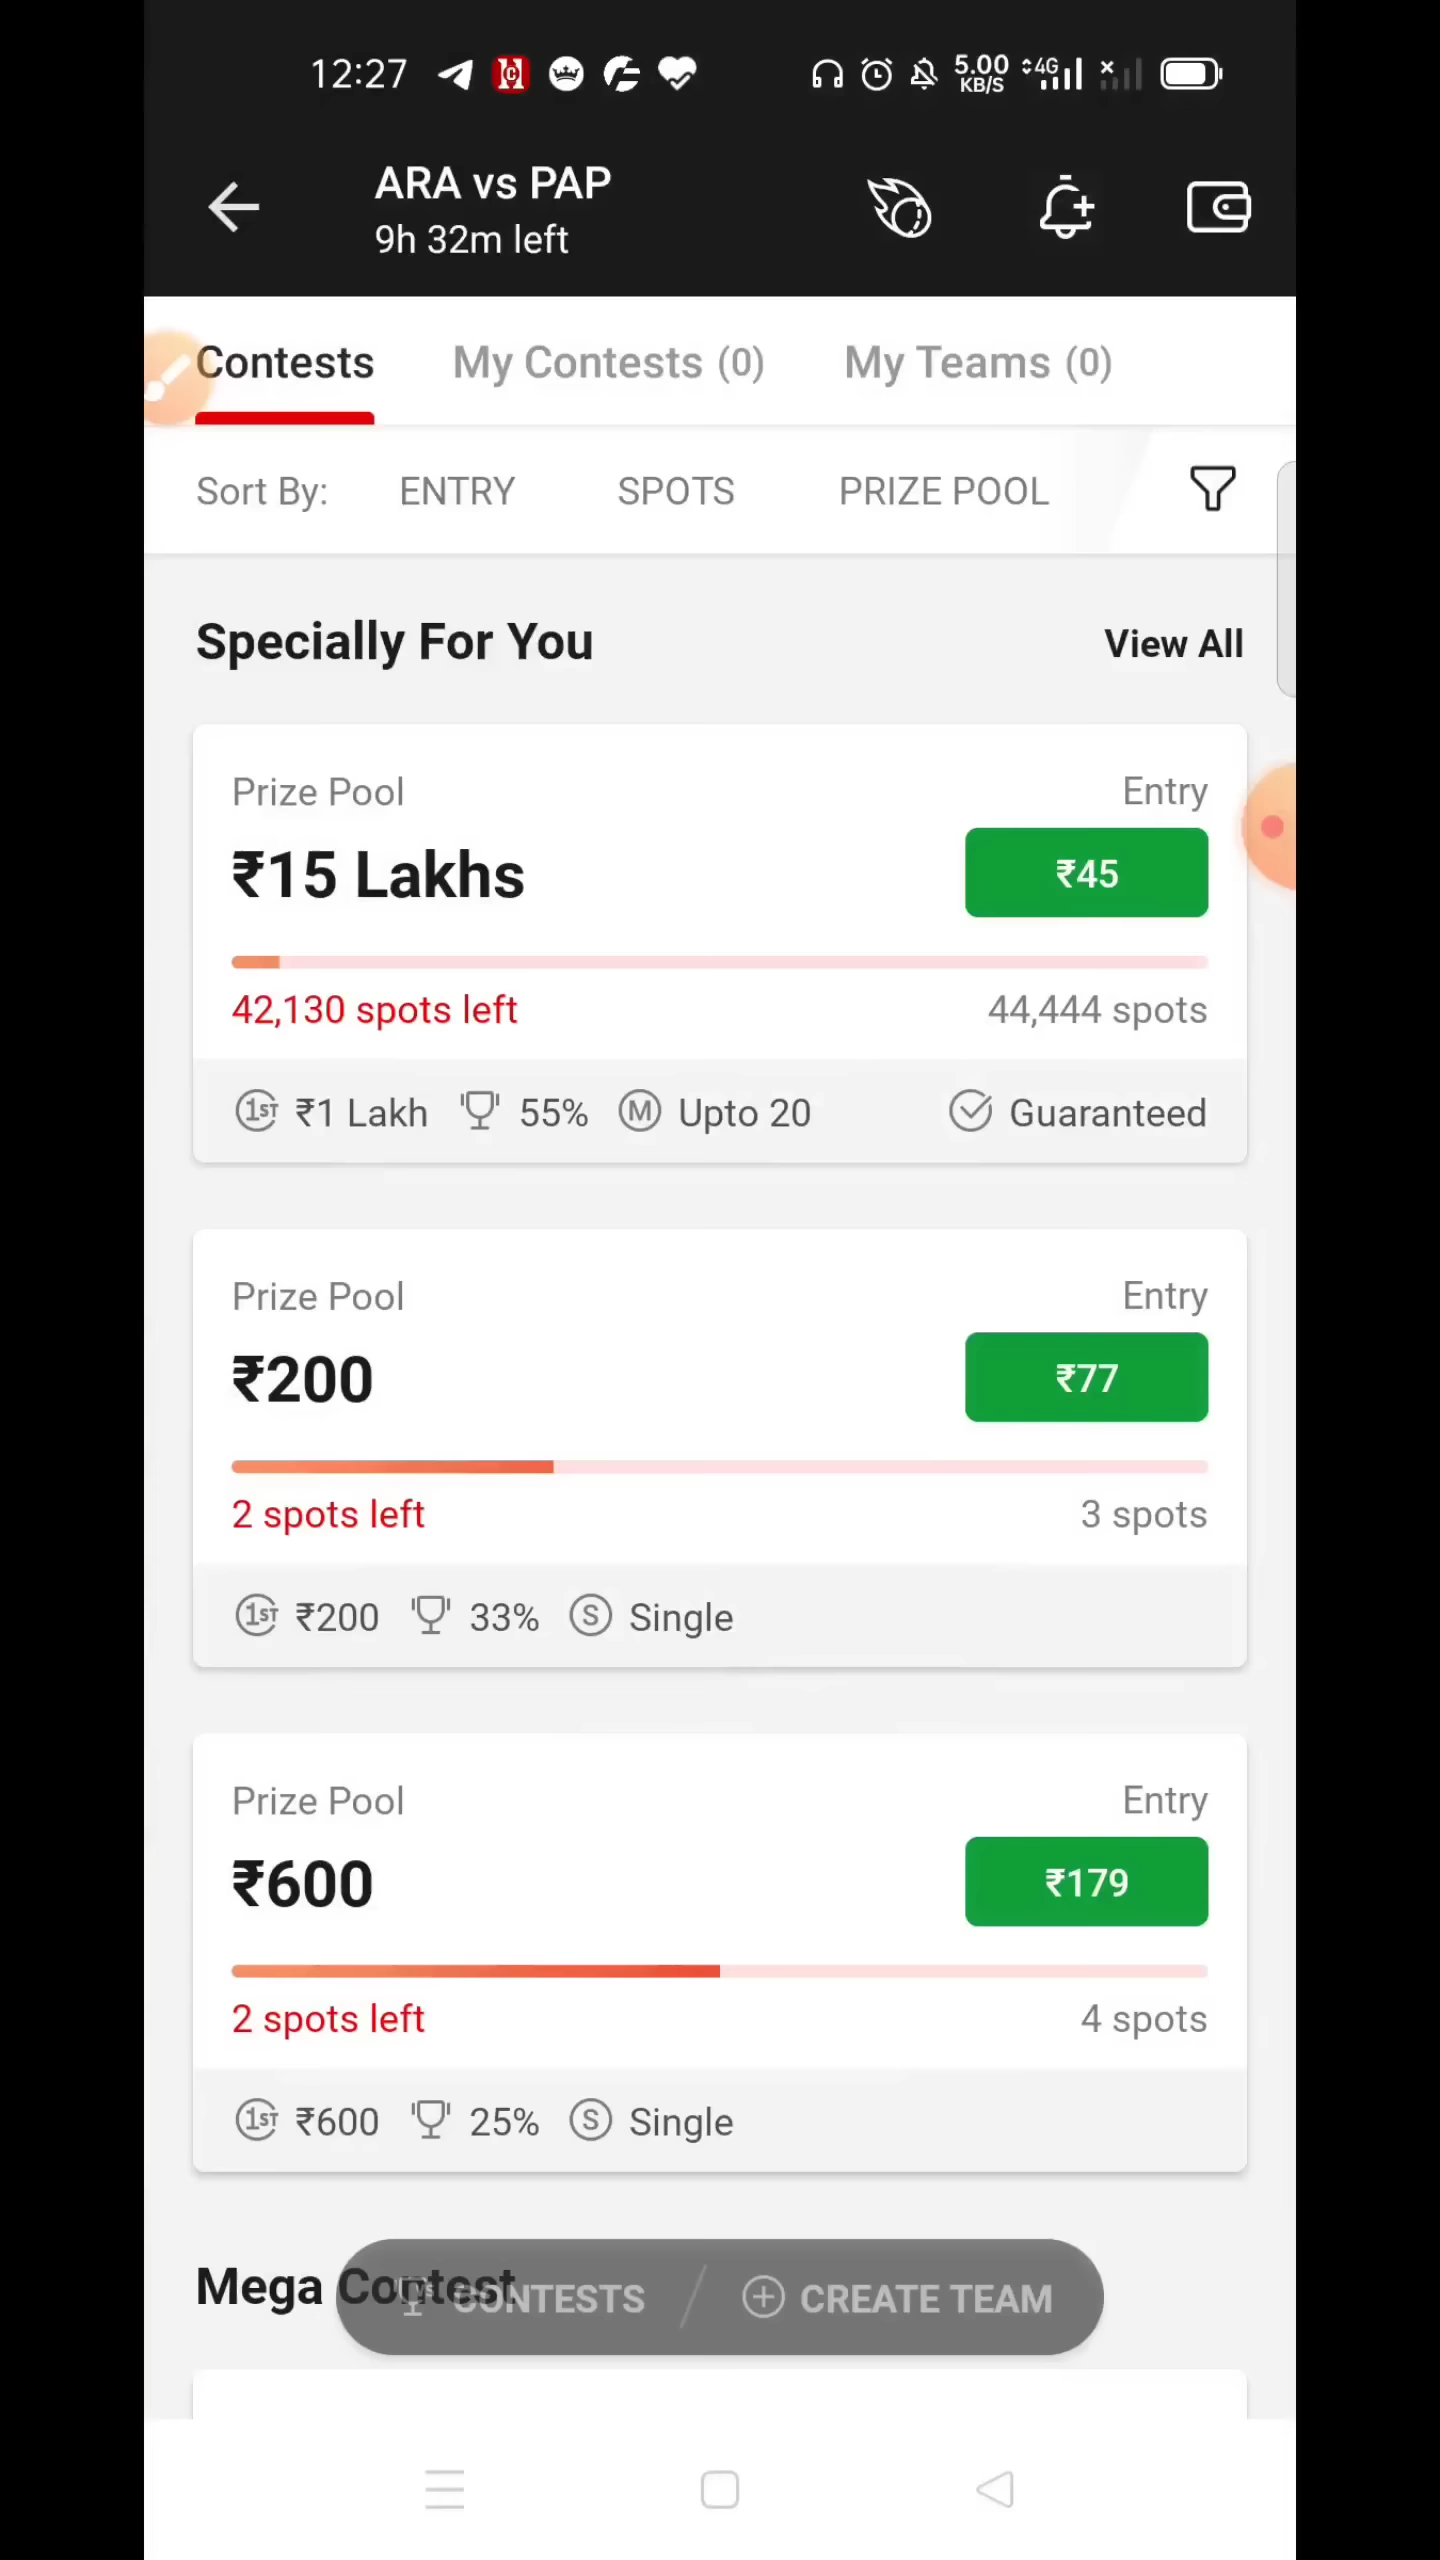 12:27 5.00 KB/S 4G
ARA vs PAP
9h 32m left
Contests My Contests (0) My Teams (0)
Sort By: ENTRY SPOTS PRIZE POOL
Specially For You View All
Prize Pool Entry
₹15 Lakhs ₹45
42,130 spots left 44,444 spots
1ST ₹1 Lakh 55% M Upto 20 Guaranteed
Prize Pool Entry
₹200 ₹77
2 spots left 3 spots
1ST ₹200 33% S Single
Prize Pool Entry
₹600 ₹179
2 spots left 4 spots
1ST ₹600 25% S Single
Mega Contest
CONTESTS CREATE TEAM